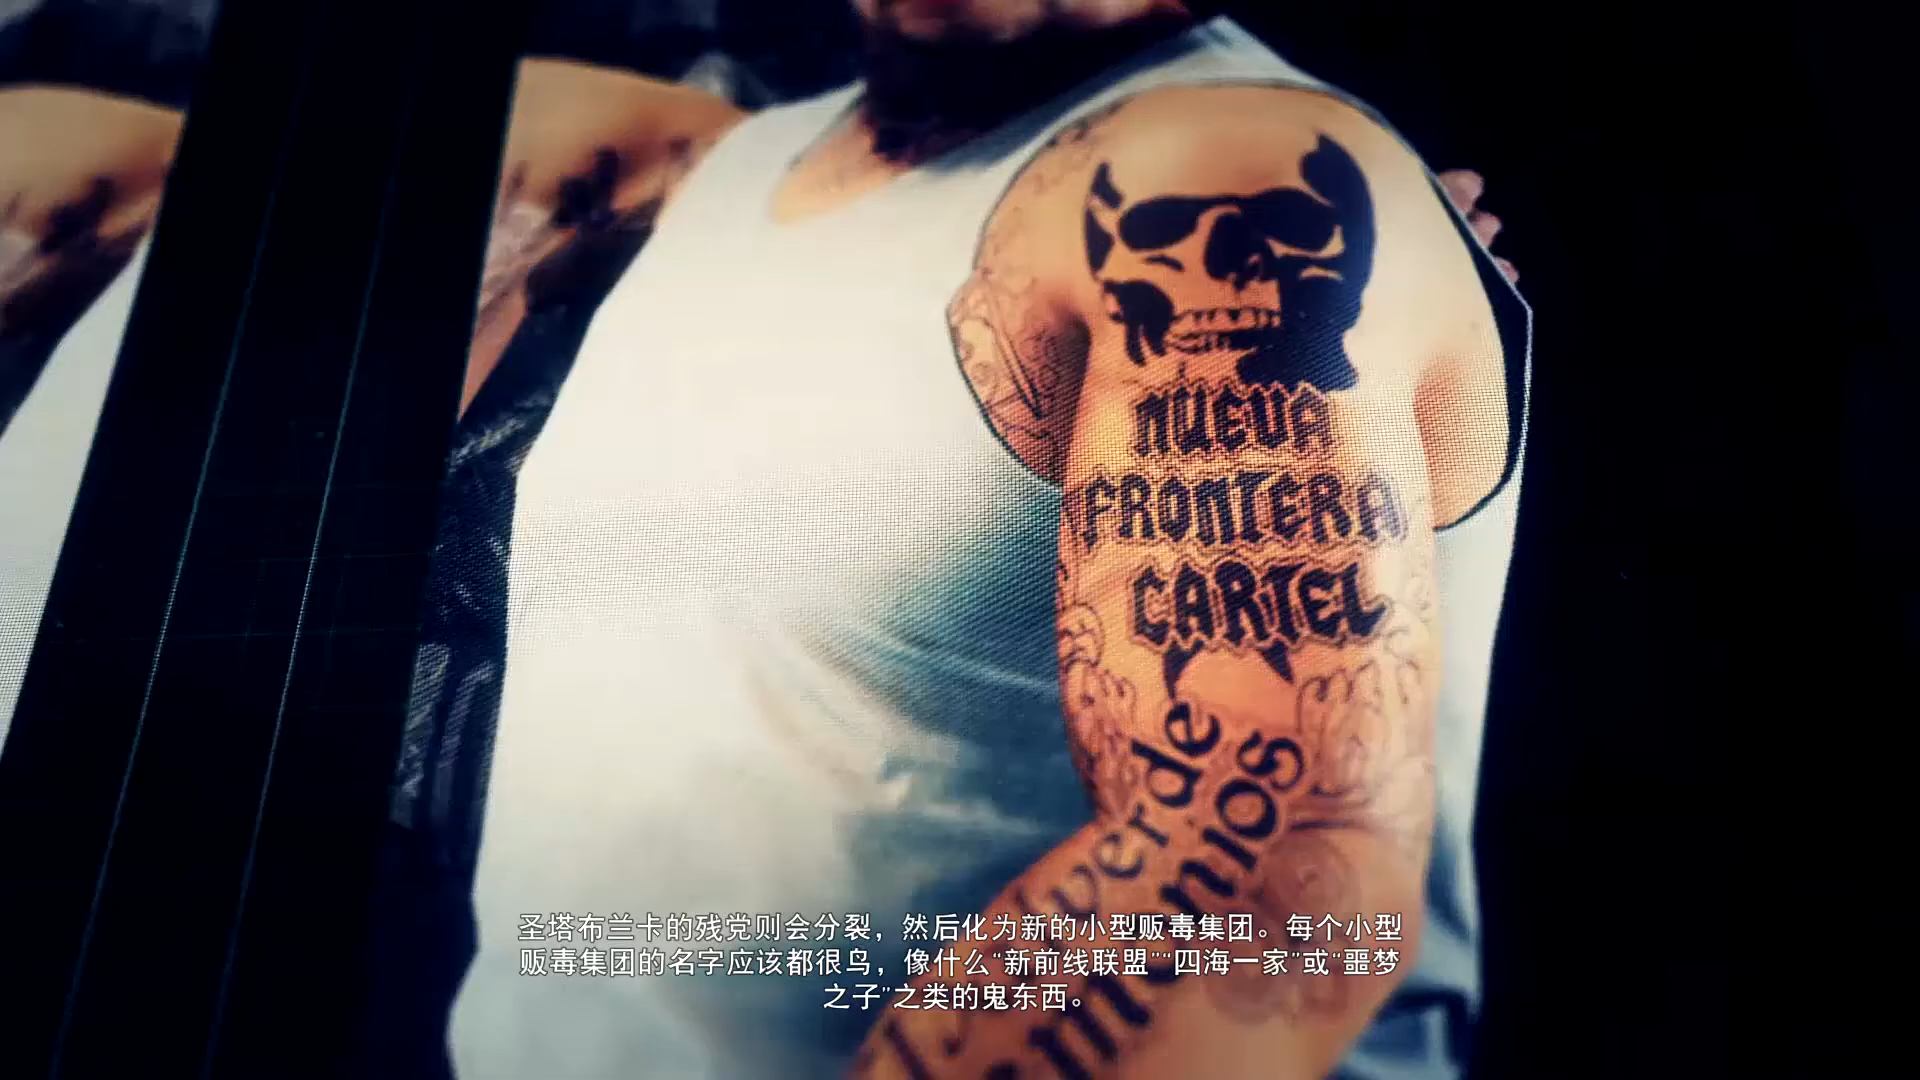 NUEVA
FRONTERA
CARTEL
圣塔布兰卡的残党则会分裂，然后化为新的小型贩毒集团。每个小型
贩毒集团的名字应该都很鸟，像什么“新前线联盟”“四海一家”或“噩梦
之子”之类的鬼东西。